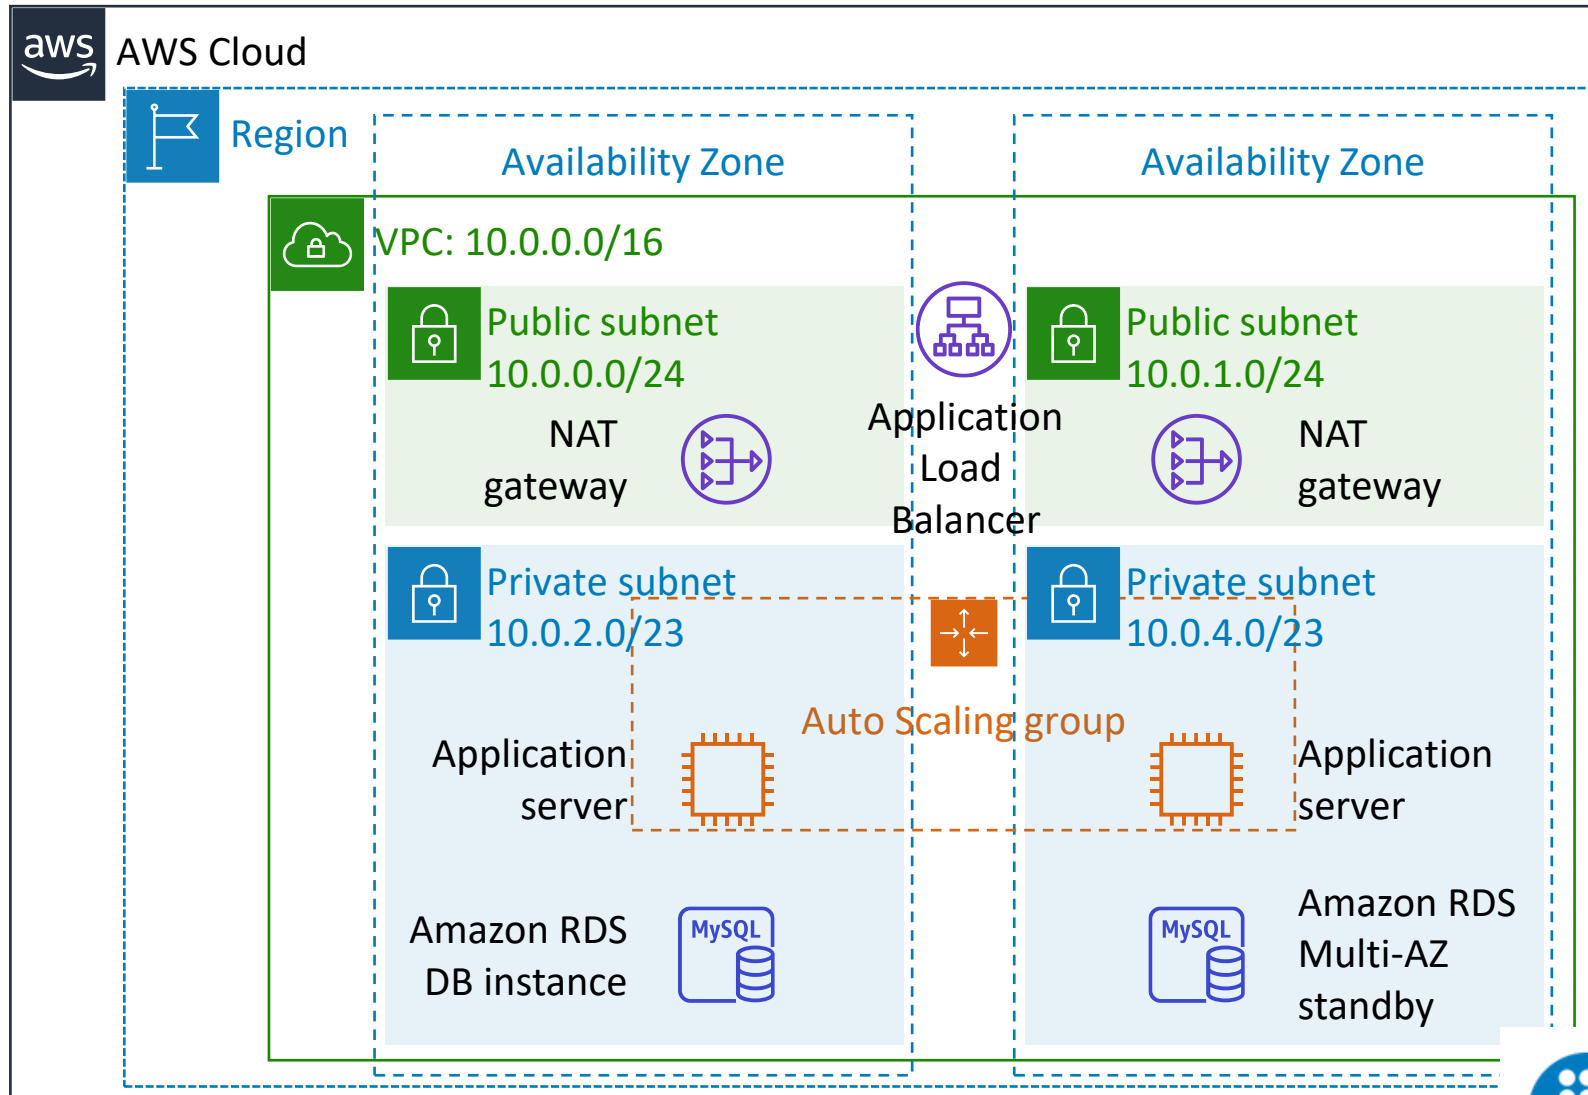 aws
AWS Cloud
Region
Availability Zone
Availability Zone
VPC: 10.0.0.0/16
Public subnet
10.0.0.0/24
Public subnet
10.0.1.0/24
NAT
gateway
Application
Load
Balancer
NAT
gateway
Private subnet
10.0.2.0/23
Private subnet
10.0.4.0/23
Auto Scaling group
Application
server
Application
server
Amazon RDS
DB instance
MySQL
MySQL
Amazon RDS
Multi-AZ
standby